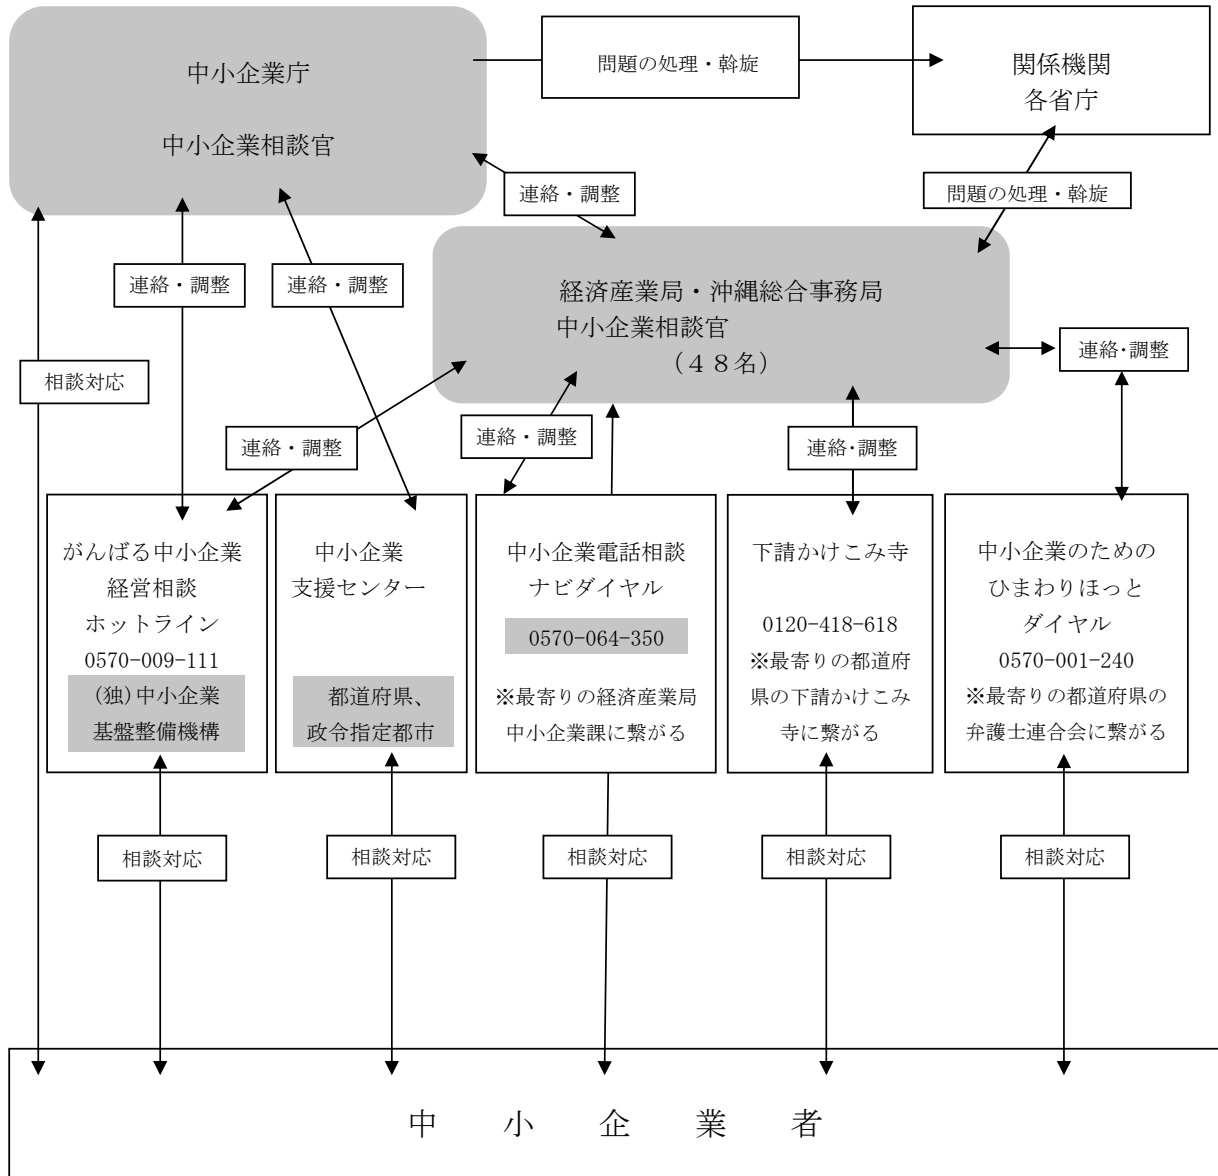 中小企業庁
中小企業相談官
問題の処理・斡旋
関係機関
各省庁
連絡・調整
問題の処理・斡旋
連絡・調整
連絡・調整
経済産業局・沖縄総合事務局
中小企業相談官
（４８名）
連絡･調整
相談対応
連絡・調整
連絡・調整
連絡･調整
がんばる中小企業
経営相談
ホットライン
0570-009-111
(独)中小企業
基盤整備機構
中小企業
支援センター
都道府県、
政令指定都市
中小企業電話相談
ナビダイヤル
0570-064-350
※最寄りの経済産業局
中小企業課に繋がる
下請かけこみ寺
0120-418-618
※最寄りの都道府
県の下請かけこみ
寺に繋がる
中小企業のための
ひまわりほっと
ダイヤル
0570-001-240
※最寄りの都道府県の
弁護士連合会に繋がる
相談対応
相談対応
相談対応
相談対応
相談対応
中小企業者